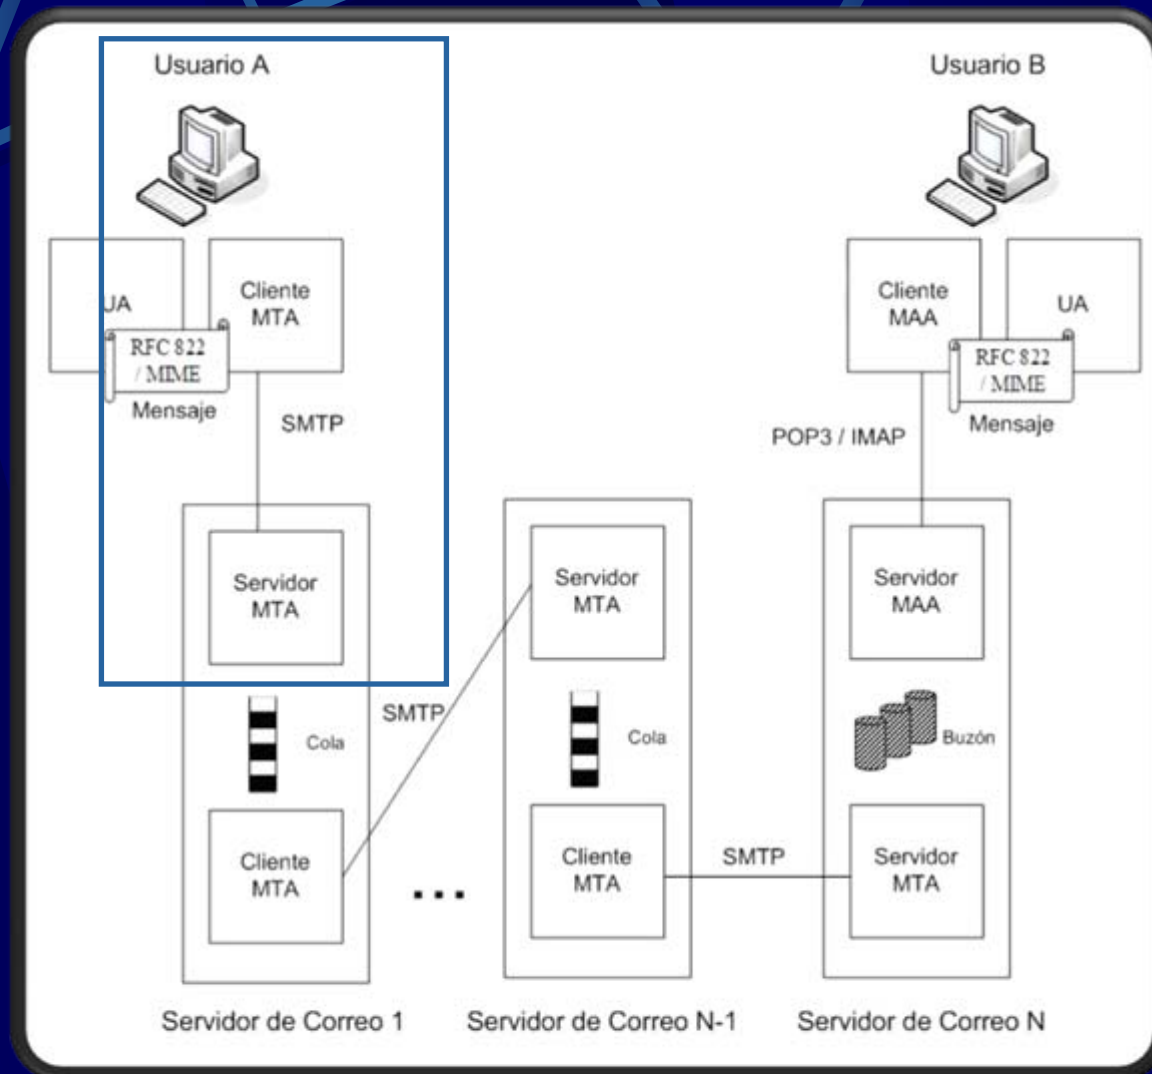 Usuario A
Usuario B
UA
Cliente
MTA
RFC 822
/ MIME
Mensaje
SMTP
Cliente
MAA
UA
RFC 822
/ MIME
Mensaje
POP3 / IMAP
Servidor
MTA
Servidor
MTA
Servidor
MAA
SMTP
Cola
Cola
Buzón
Cliente
MTA
...
Cliente
MTA
SMTP
Servidor
MTA
Servidor de Correo 1
Servidor de Correo N-1
Servidor de Correo N